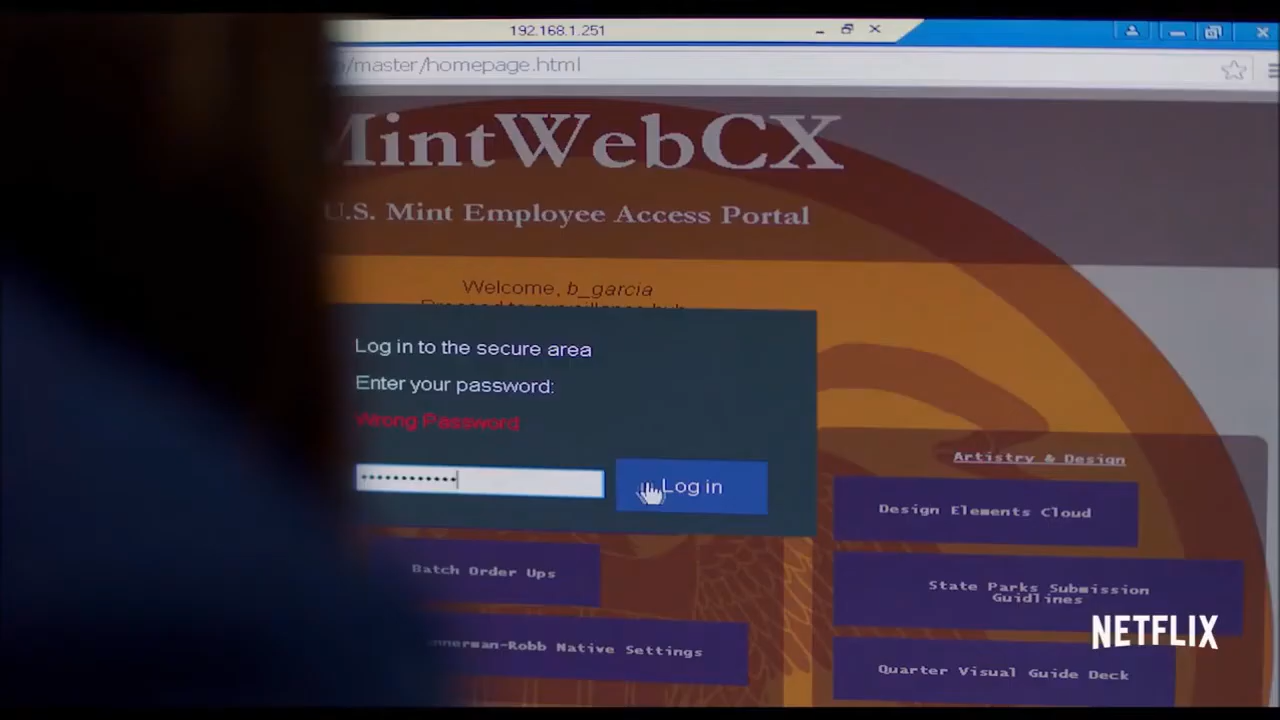 192.168.1.251
/master/homepage.html
MintWebCX
U.S. Mint Employee Access Portal
Welcome, b_garcia
Log in to the secure area
Enter your password:
Wrong Password
Log in
Artistry & Design
Design Elements Cloud
Batch Order Ups
State Parks Submission
Guidlines
nnerman-Robb Native Settings
Quarter Visual Guide Deck
NETFLIX